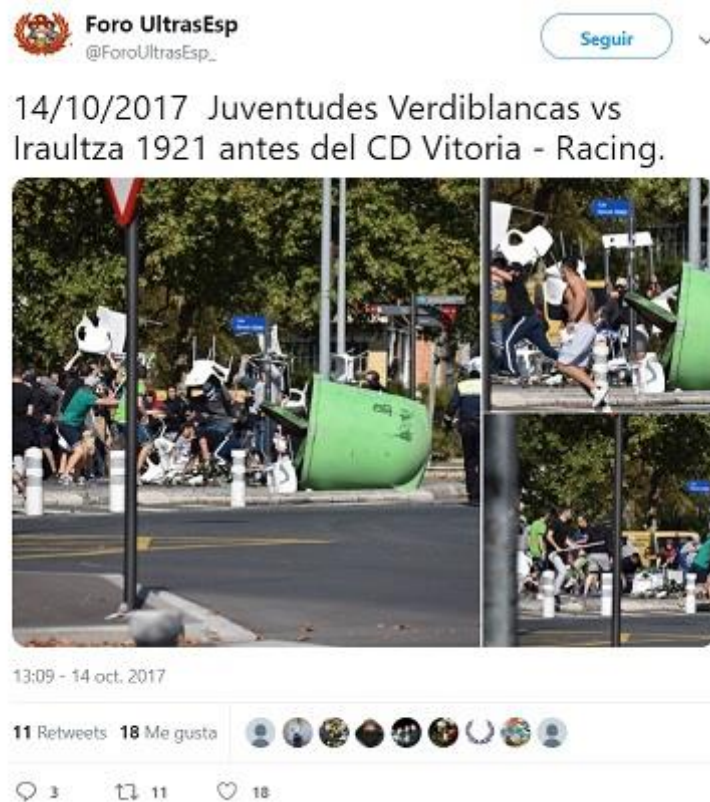 Foro UltrasEsp
@ForoUltrasEsp_
Seguir
14/10/2017 Juventudes Verdiblancas vs
Iraultza 1921 antes del CD Vitoria - Racing.
13:09 - 14 oct. 2017
11 Retweets 18 Me gusta
3 11 18